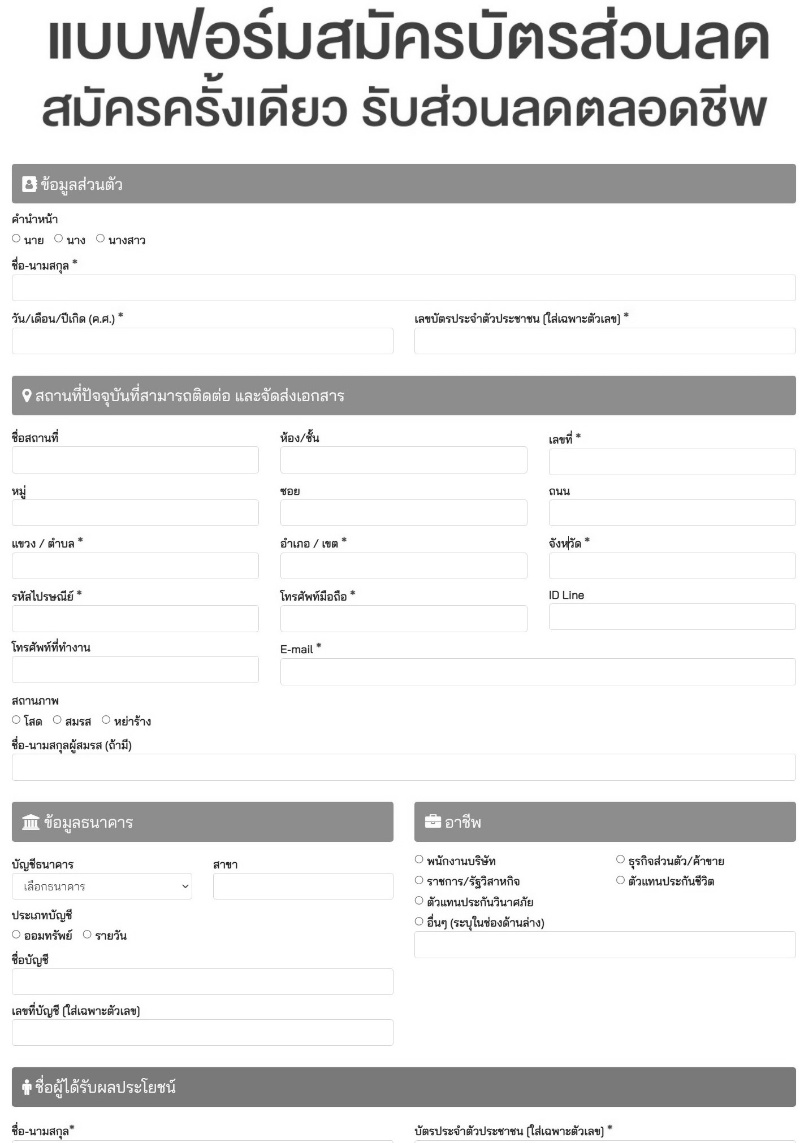 แบบฟอร์มสมัครบัตรส่วนลด
สมัครครั้งเดียว รับส่วนลดตลอดชีพ
ข้อมูลส่วนตัว
คำนำหน้า
นาย นาง นางสาว
ชื่อ-นามสกุล *
วัน/เดือน/ปีเกิด (ค.ศ.) * เลขบัตรประจำตัวประชาชน (ใส่เฉพาะตัวเลข) *
สถานที่ปัจจุบันที่สามารถติดต่อ และจัดส่งเอกสาร
ชื่อสถานที่ ห้อง/ชั้น เลขที่ *
หมู่ ซอย ถนน
แขวง / ตำบล * อำเภอ / เขต * จังหวัด *
รหัสไปรษณีย์ * โทรศัพท์มือถือ * ID Line
โทรศัพท์ที่ทำงาน E-mail *
สถานภาพ
โสด สมรส หย่าร้าง
ชื่อ-นามสกุลผู้สมรส (ถ้ามี)
ข้อมูลธนาคาร
บัญชีธนาคาร สาขา
เลือกธนาคาร
ประเภทบัญชี
ออมทรัพย์ รายวัน
ชื่อบัญชี
เลขที่บัญชี (ใส่เฉพาะตัวเลข)
อาชีพ
พนักงานบริษัท ธุรกิจส่วนตัว/ค้าขาย
ราชการ/รัฐวิสาหกิจ ตัวแทนประกันชีวิต
ตัวแทนประกันวินาศภัย
อื่นๆ (ระบุในช่องด้านล่าง)
ชื่อผู้ได้รับผลประโยชน์
ชื่อ-นามสกุล* บัตรประจำตัวประชาชน (ใส่เฉพาะตัวเลข) *